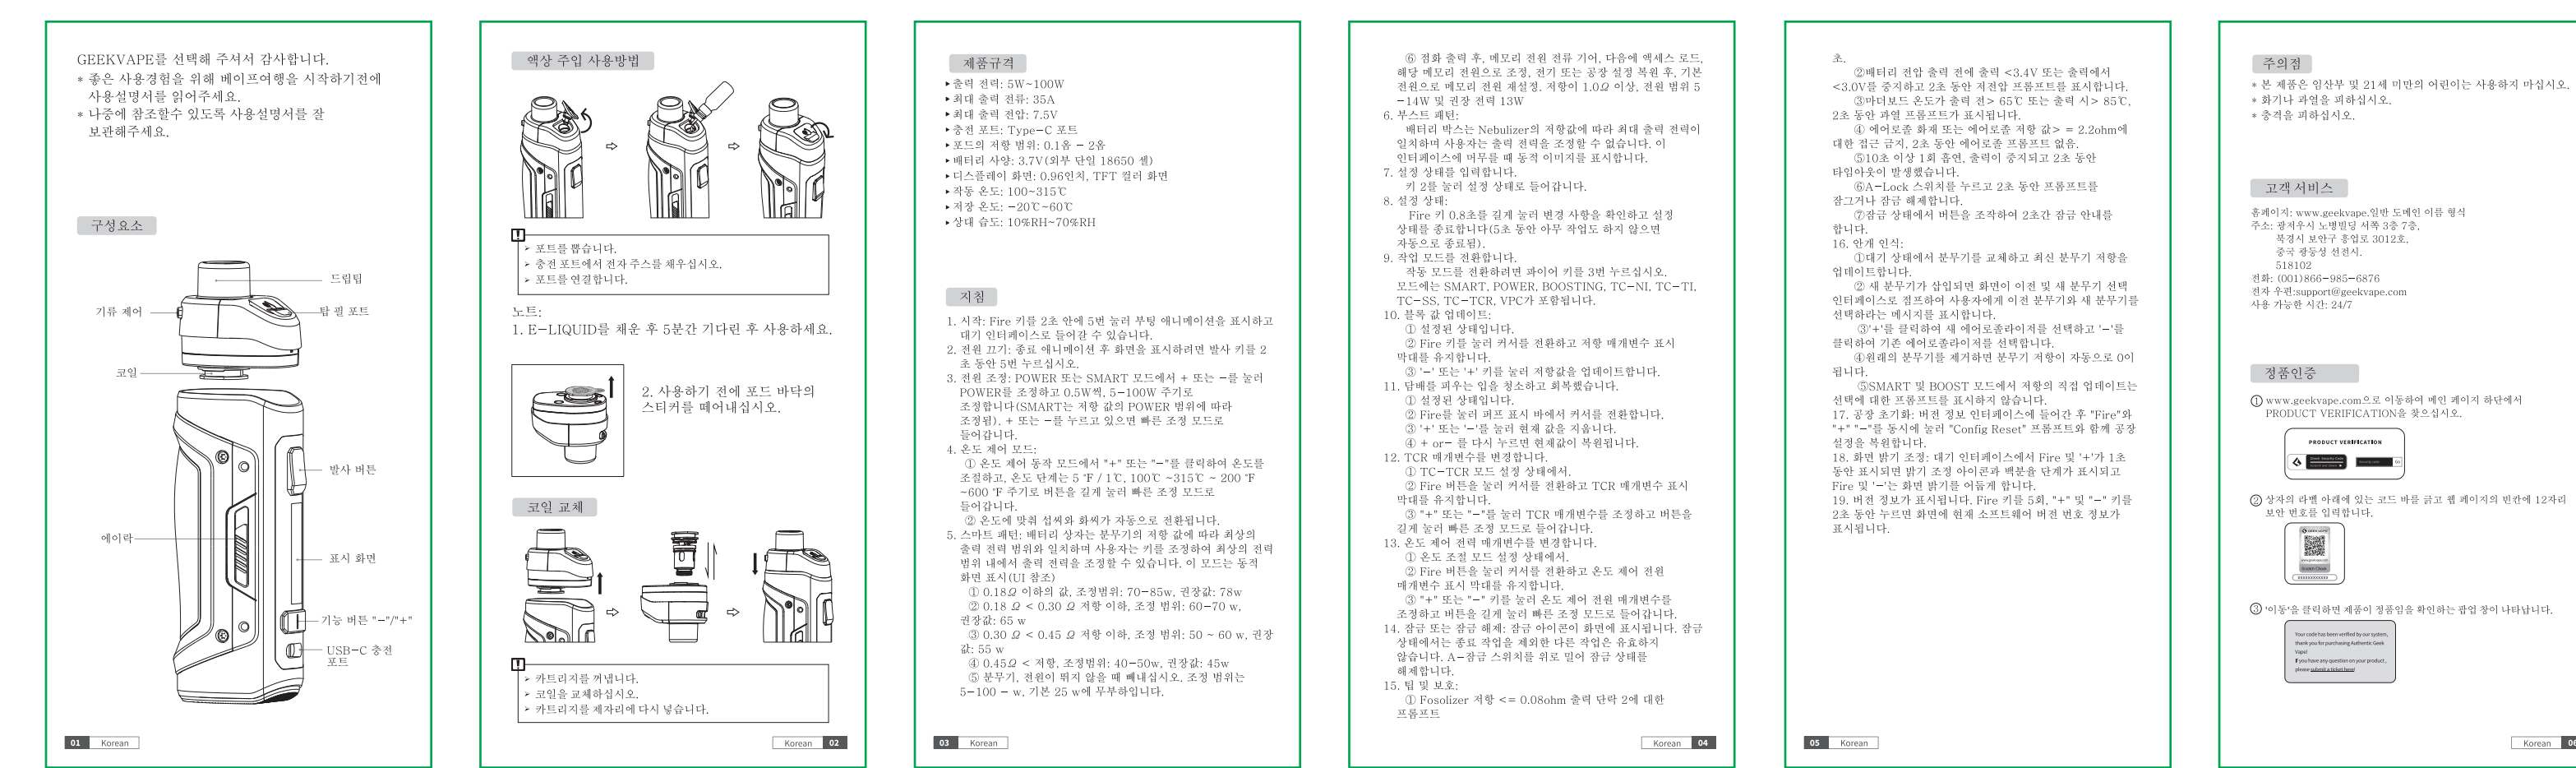 GEEKVAPE를 선택해 주셔서 감사합니다.
* 좋은 사용경험을 위해 베이프여행을 시작하기전에
사용설명서를 읽어주세요.
* 나중에 참조할수 있도록 사용설명서를 잘
보관해주세요.
구성요소
드립팁
기류 제어
탑 필 포트
코일
발사 버튼
에이락
표시 화면
기능 버튼 "−"/"+"
USB−C 충전
포트
01 Korean
액상 주입 사용방법
➢ 포트를 뽑습니다.
➢ 충전 포트에서 전자 주스를 채우십시오.
➢ 포트를 연결합니다.
노트:
1. E−LIQUID를 채운 후 5분간 기다린 후 사용하세요.
2. 사용하기 전에 포드 바닥의
스티커를 떼어내십시오.
코일 교체
➢ 카트리지를 꺼냅니다.
➢ 코일을 교체하십시오.
➢ 카트리지를 제자리에 다시 넣습니다.
Korean 02
제품규격
▸출력 전력: 5W~100W
▸최대 출력 전류: 35A
▸최대 출력 전압: 7.5V
▸충전 포트: Type−C 포트
▸포드의 저항 범위: 0.1옴 − 2옴
▸배터리 사양: 3.7V(외부 단일 18650 셀)
▸디스플레이 화면: 0.96인치, TFT 컬러 화면
▸작동 온도: 100~315℃
▸저장 온도: −20℃~60℃
▸상대 습도: 10%RH~70%RH
지침
1. 시작: Fire 키를 2초 안에 5번 눌러 부팅 애니메이션을 표시하고
대기 인터페이스로 들어갈 수 있습니다.
2. 전원 끄기: 종료 애니메이션 후 화면을 표시하려면 발사 키를 2
초 동안 5번 누르십시오.
3. 전원 조정: POWER 또는 SMART 모드에서 + 또는 −를 눌러
POWER를 조정하고 0.5W씩, 5−100W 주기로
조정합니다(SMART는 저항 값의 POWER 범위에 따라
조정됨). + 또는 −를 누르고 있으면 빠른 조정 모드로
들어갑니다.
4. 온도 제어 모드:
① 온도 제어 동작 모드에서 "+" 또는 "−"를 클릭하여 온도를
조절하고, 온도 단계는 5 ℉ / 1℃, 100℃ ~315℃ ~ 200 ℉
~600 ℉ 주기로 버튼을 길게 눌러 빠른 조정 모드로
들어갑니다.
② 온도에 맞춰 섭씨와 화씨가 자동으로 전환됩니다.
5. 스마트 패턴: 배터리 상자는 분무기의 저항 값에 따라 최상의
출력 전력 범위와 일치하며 사용자는 키를 조정하여 최상의 전력
범위 내에서 출력 전력을 조정할 수 있습니다. 이 모드는 동적
화면 표시(UI 참조)
① 0.18Ω 이하의 값, 조정범위: 70−85w, 권장값: 78w
② 0.18 Ω < 0.30 Ω 저항 이하, 조정 범위: 60−70 w,
권장값: 65 w
③ 0.30 Ω < 0.45 Ω 저항 이하, 조정 범위: 50 ~ 60 w, 권장
값: 55 w
④ 0.45Ω < 저항, 조정범위: 40−50w, 권장값: 45w
⑤ 분무기, 전원이 뛰지 않을 때 빼내십시오. 조정 범위는
5−100 − w, 기본 25 w에 무부하입니다.
03 Korean
⑥ 점화 출력 후, 메모리 전원 전류 기어, 다음에 액세스 로드,
해당 메모리 전원으로 조정, 전기 또는 공장 설정 복원 후, 기본
전원으로 메모리 전원 재설정. 저항이 1.0Ω 이상, 전원 범위 5
−14W 및 권장 전력 13W
6. 부스트 패턴:
배터리 박스는 Nebulizer의 저항값에 따라 최대 출력 전력이
일치하며 사용자는 출력 전력을 조정할 수 없습니다. 이
인터페이스에 머무를 때 동적 이미지를 표시합니다.
7. 설정 상태를 입력합니다.
키 2를 눌러 설정 상태로 들어갑니다.
8. 설정 상태:
Fire 키 0.8초를 길게 눌러 변경 사항을 확인하고 설정
상태를 종료합니다(5초 동안 아무 작업도 하지 않으면
자동으로 종료됨).
9. 작업 모드를 전환합니다.
작동 모드를 전환하려면 파이어 키를 3번 누르십시오.
모드에는 SMART, POWER, BOOSTING, TC−NI, TC−TI,
TC−SS, TC−TCR, VPC가 포함됩니다.
10. 블록 값 업데이트:
① 설정된 상태입니다.
② Fire 키를 눌러 커서를 전환하고 저항 매개변수 표시
막대를 유지합니다.
③ '−' 또는 '+' 키를 눌러 저항값을 업데이트합니다.
11. 담배를 피우는 입을 청소하고 회복했습니다.
① 설정된 상태입니다.
② Fire를 눌러 퍼프 표시 바에서 커서를 전환합니다.
③ '+' 또는 '−'를 눌러 현재 값을 지웁니다.
④ + or− 를 다시 누르면 현재값이 복원됩니다.
12. TCR 매개변수를 변경합니다.
① TC−TCR 모드 설정 상태에서.
② Fire 버튼을 눌러 커서를 전환하고 TCR 매개변수 표시
막대를 유지합니다.
③ "+" 또는 "−"를 눌러 TCR 매개변수를 조정하고 버튼을
길게 눌러 빠른 조정 모드로 들어갑니다.
13. 온도 제어 전력 매개변수를 변경합니다.
① 온도 조절 모드 설정 상태에서.
② Fire 버튼을 눌러 커서를 전환하고 온도 제어 전원
매개변수 표시 막대를 유지합니다.
③ "+" 또는 "−" 키를 눌러 온도 제어 전원 매개변수를
조정하고 버튼을 길게 눌러 빠른 조정 모드로 들어갑니다.
14. 잠금 또는 잠금 해제: 잠금 아이콘이 화면에 표시됩니다. 잠금
상태에서는 종료 작업을 제외한 다른 작업은 유효하지
않습니다. A−잠금 스위치를 위로 밀어 잠금 상태를
해제합니다.
15. 팁 및 보호:
① Fosolizer 저항 <= 0.08ohm 출력 단락 2에 대한
프롬프트
Korean 04
초.
②배터리 전압 출력 전에 출력 <3.4V 또는 출력에서
<3.0V를 중지하고 2초 동안 저전압 프롬프트를 표시합니다.
③마더보드 온도가 출력 전> 65℃ 또는 출력 시> 85℃,
2초 동안 과열 프롬프트가 표시됩니다.
④ 에어로졸 화재 또는 에어로졸 저항 값> = 2.2ohm에
대한 접근 금지, 2초 동안 에어로졸 프롬프트 없음.
⑤10초 이상 1회 흡연, 출력이 중지되고 2초 동안
타임아웃이 발생했습니다.
⑥A−Lock 스위치를 누르고 2초 동안 프롬프트를
잠그거나 잠금 해제합니다.
⑦잠금 상태에서 버튼을 조작하여 2초간 잠금 안내를
합니다.
16. 안개 인식:
①대기 상태에서 분무기를 교체하고 최신 분무기 저항을
업데이트합니다.
② 새 분무기가 삽입되면 화면이 이전 및 새 분무기 선택
인터페이스로 점프하여 사용자에게 이전 분무기와 새 분무기를
선택하라는 메시지를 표시합니다.
③'+'를 클릭하여 새 에어로졸라이저를 선택하고 '−'를
클릭하여 기존 에어로졸라이저를 선택합니다.
④원래의 분무기를 제거하면 분무기 저항이 자동으로 0이
됩니다.
⑤SMART 및 BOOST 모드에서 저항의 직접 업데이트는
선택에 대한 프롬프트를 표시하지 않습니다.
17. 공장 초기화: 버전 정보 인터페이스에 들어간 후 "Fire"와
"+" "−"를 동시에 눌러 "Config Reset" 프롬프트와 함께 공장
설정을 복원합니다.
18. 화면 밝기 조정: 대기 인터페이스에서 Fire 및 '+'가 1초
동안 표시되면 밝기 조정 아이콘과 백분율 단계가 표시되고
Fire 및 '−'는 화면 밝기를 어둡게 합니다.
19. 버전 정보가 표시됩니다. Fire 키를 5회, "+" 및 "−" 키를
2초 동안 누르면 화면에 현재 소프트웨어 버전 번호 정보가
표시됩니다.
05 Korean
주의점
* 본 제품은 임산부 및 21세 미만의 어린이는 사용하지 마십시오.
* 화기나 과열을 피하십시오.
* 충격을 피하십시오.
고객 서비스
홈페이지: www.geekvape.일반 도메인 이름 형식
주소: 광저우시 노명빌딩 서쪽 3층 7층,
북경시 보안구 흥업로 3012호,
중국 광동성 선전시.
518102
전화: (001)866−985−6876
전자 우편:support@geekvape.com
사용 가능한 시간: 24/7
정품인증
① www.geekvape.com으로 이동하여 메인 페이지 하단에서
PRODUCT VERIFICATION을 찾으십시오.
PRODUCT VERIFICATION
② 상자의 라벨 아래에 있는 코드 바를 긁고 웹 페이지의 빈칸에 12자리
보안 번호를 입력합니다.
XXXXXXXXXXXX
③ '이동'을 클릭하면 제품이 정품임을 확인하는 팝업 창이 나타납니다.
Your code has been verified by our system,
thank you for purchasing Authentic Geek
Vape!
If you have any question on your product,
please submit a ticket here!
Korean 06